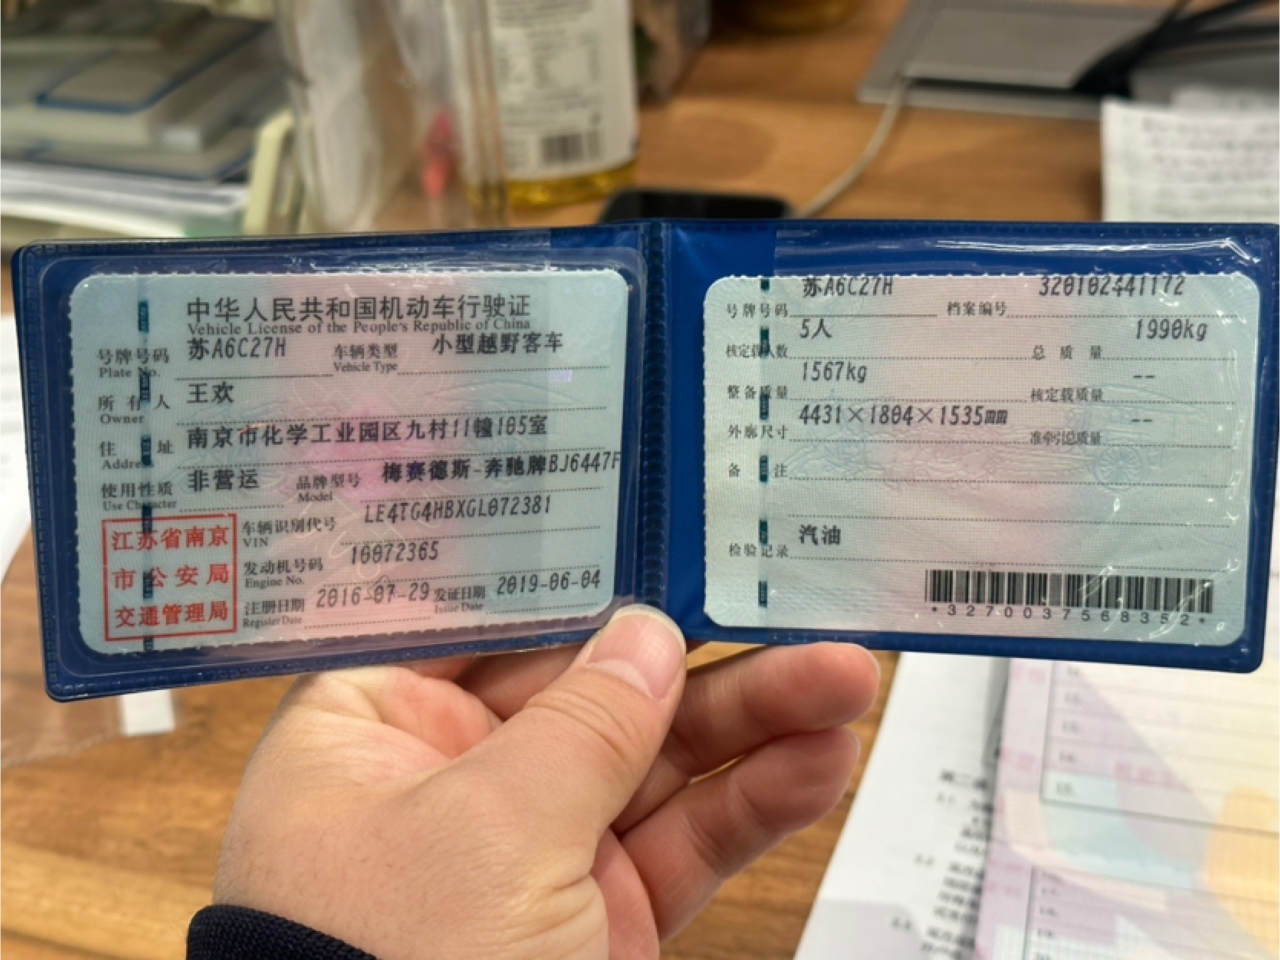 中华人民共和国机动车行驶证
Vehicle License of the People's Republic of China
号牌号码 苏A6C27H 车辆类型 小型越野客车
Plate No. Vehicle Type
所有人 王欢
Owner
住址 南京市化学工业园区九村11幢105室
Address
使用性质 非营运 品牌型号 梅赛德斯-奔驰牌BJ6447F
Use Character Model
江苏省南京
市公安局
交通管理局
车辆识别代号 LE4TG4HBXGL072381
VIN
发动机号码 10072365
Engine No.
注册日期 2016-07-29 发证日期 2019-06-04
Register Date Issue Date
号牌号码 苏A6C27H 档案编号 320102441172
核定载人数 5人 总质量 1990kg
整备质量 1567kg 核定载质量 --
外廓尺寸 4431×1804×1535mm 准牵引总质量 --
备注
检验记录 汽油
*3270037568352*